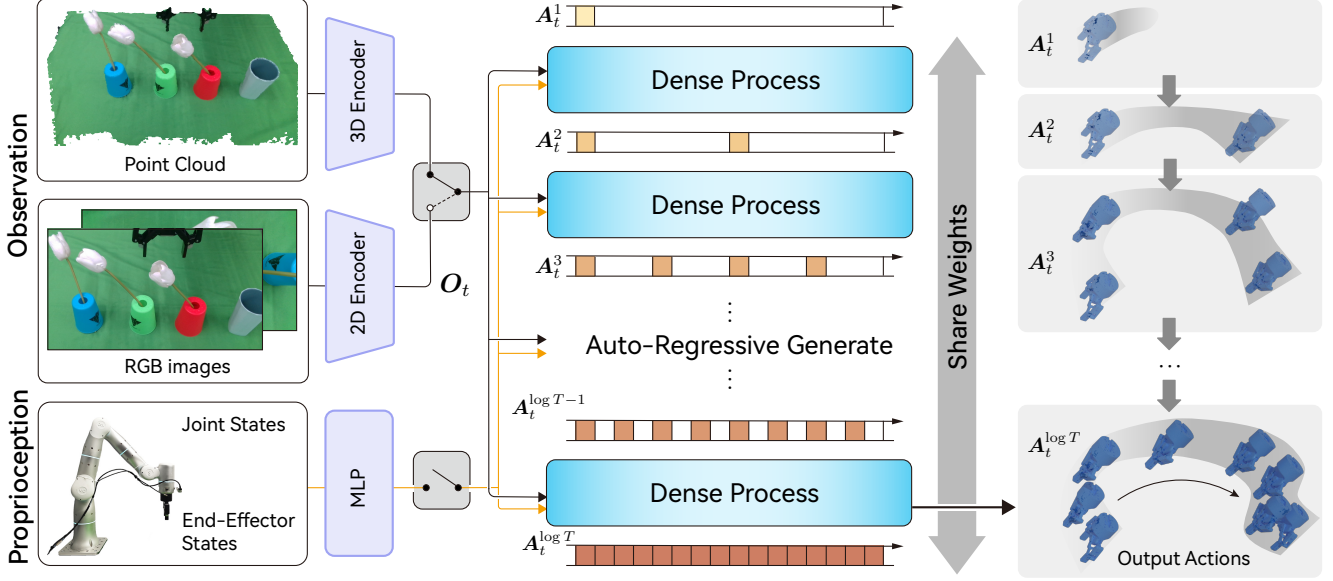 Observation
Point Cloud
3D Encoder
RGB images
2D Encoder
O_t
Proprioception
Joint States
End-Effector
States
MLP
A_t^1
Dense Process
A_t^2
Dense Process
A_t^3
⋮
Auto-Regressive Generate
⋮
A_t^{log T-1}
Dense Process
A_t^{log T}
Share Weights
A_t^1
A_t^2
A_t^3
...
A_t^{log T}
Output Actions